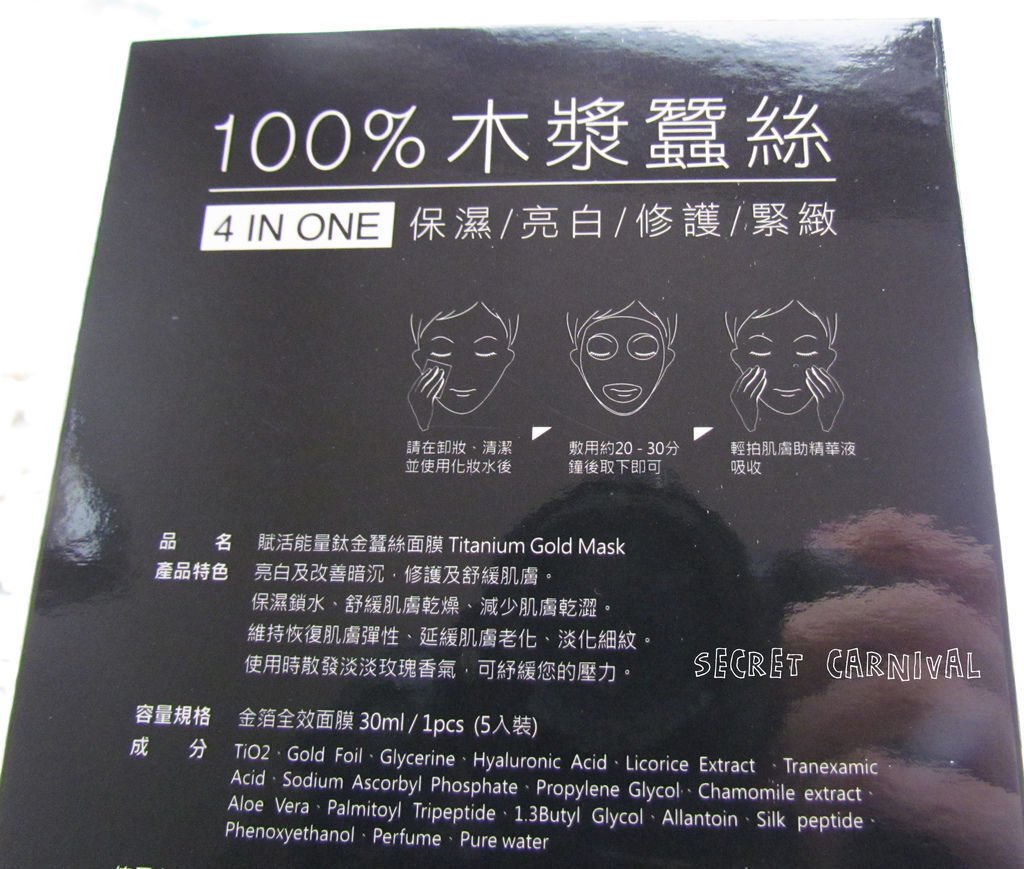 100%木漿蠶絲
4 IN ONE 保濕/亮白/修護/緊緻
請在卸妝、清潔
並使用化妝水後
敷用約20-30分
鐘後取下即可
輕拍肌膚助精華液
吸收
品 名 賦活能量鈦金蠶絲面膜 Titanium Gold Mask
產品特色 亮白及改善暗沉，修護及舒緩肌膚。
保濕鎖水、舒緩肌膚乾燥、減少肌膚乾澀。
維持恢復肌膚彈性、延緩肌膚老化、淡化細紋。
使用時散發淡淡玫瑰香氣，可紓緩您的壓力。
SECRET CARNIVAL
容量規格 金箔全效面膜 30ml / 1pcs (5入裝)
成 分 TiO2、Gold Foil、Glycerine、Hyaluronic Acid、Licorice Extract 、Tranexamic
Acid、Sodium Ascorbyl Phosphate、Propylene Glycol、Chamomile extract、
Aloe Vera、Palmitoyl Tripeptide、1.3Butyl Glycol、Allantoin、Silk peptide、
Phenoxyethanol、Perfume、Pure water